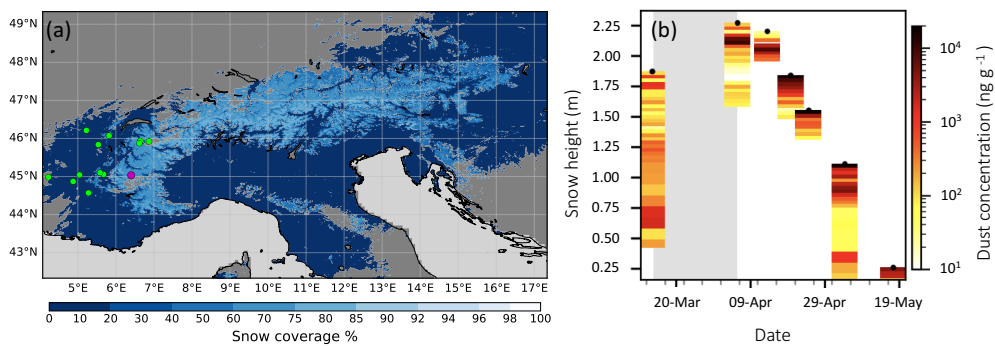 (a)
49°N
48°N
47°N
46°N
45°N
44°N
43°N
5°E 6°E 7°E 8°E 9°E 10°E 11°E 12°E 13°E 14°E 15°E 16°E 17°E
0 10 20 30 40 60 70 75 80 85 90 92 94 96 98 100
Snow coverage %
(b)
Snow height (m)
2.25
2.00
1.75
1.50
1.25
1.00
0.75
0.50
0.25
20-Mar 09-Apr 29-Apr 19-May
Date
10⁴
10³
10²
10¹
Dust concentration (ng g⁻¹)